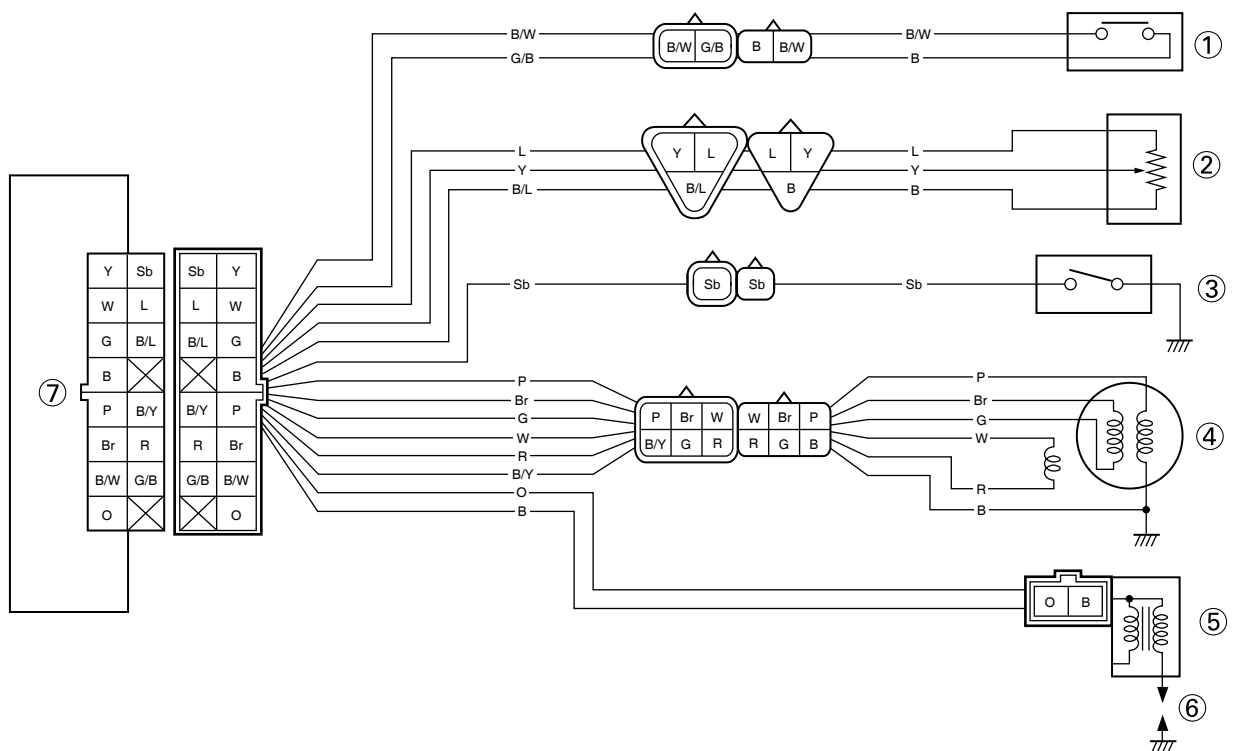 B/W B/W G/B B B/W B/W ①
G/B B
L Y L L Y L ②
Y Y
B/L B/L B B
Sb Sb Sb Sb ③
Y Sb Sb Y
W L L W
G B/L B/L G
B B
P B/Y B/Y P
Br R R Br
B/W G/B G/B B/W
O O
⑦
P P
Br Br
G P Br W W Br P G ④
W B/Y G R R G B W
R R
B/Y B
O
B
O B ⑤
⑥